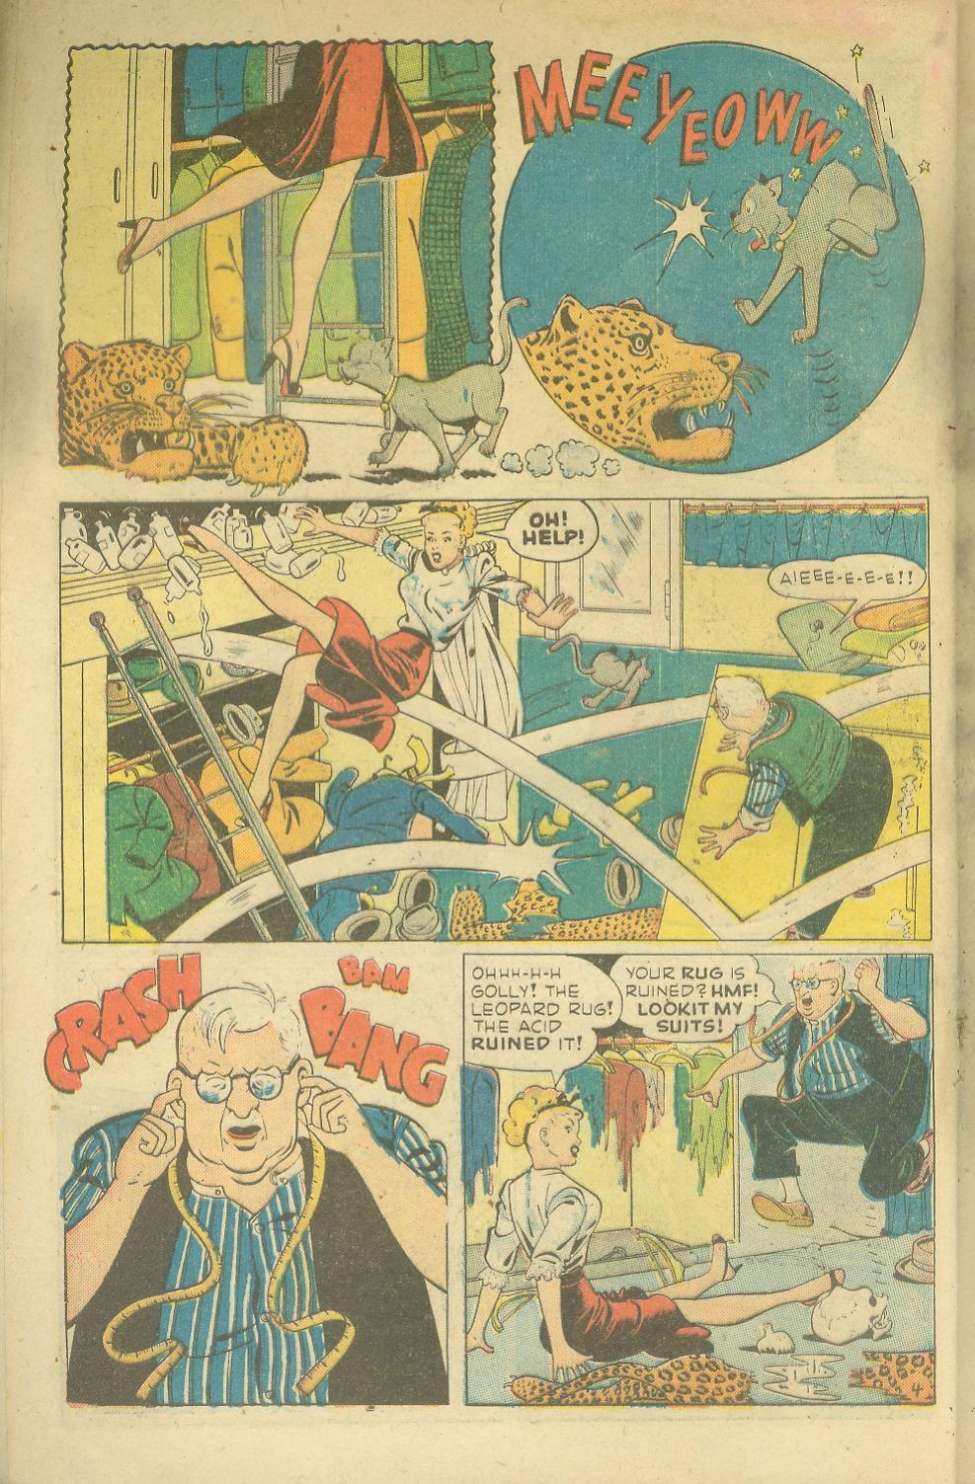 MEEYEOWW
OH!
HELP!
AIEEE-E-E-E!!
CRASH
BAM
BANG
OHHH-H-H
GOLLY! THE
LEOPARD RUG!
THE ACID
RUINED IT!
YOUR RUG IS
RUINED? HMF!
LOOKIT MY
SUITS!
4